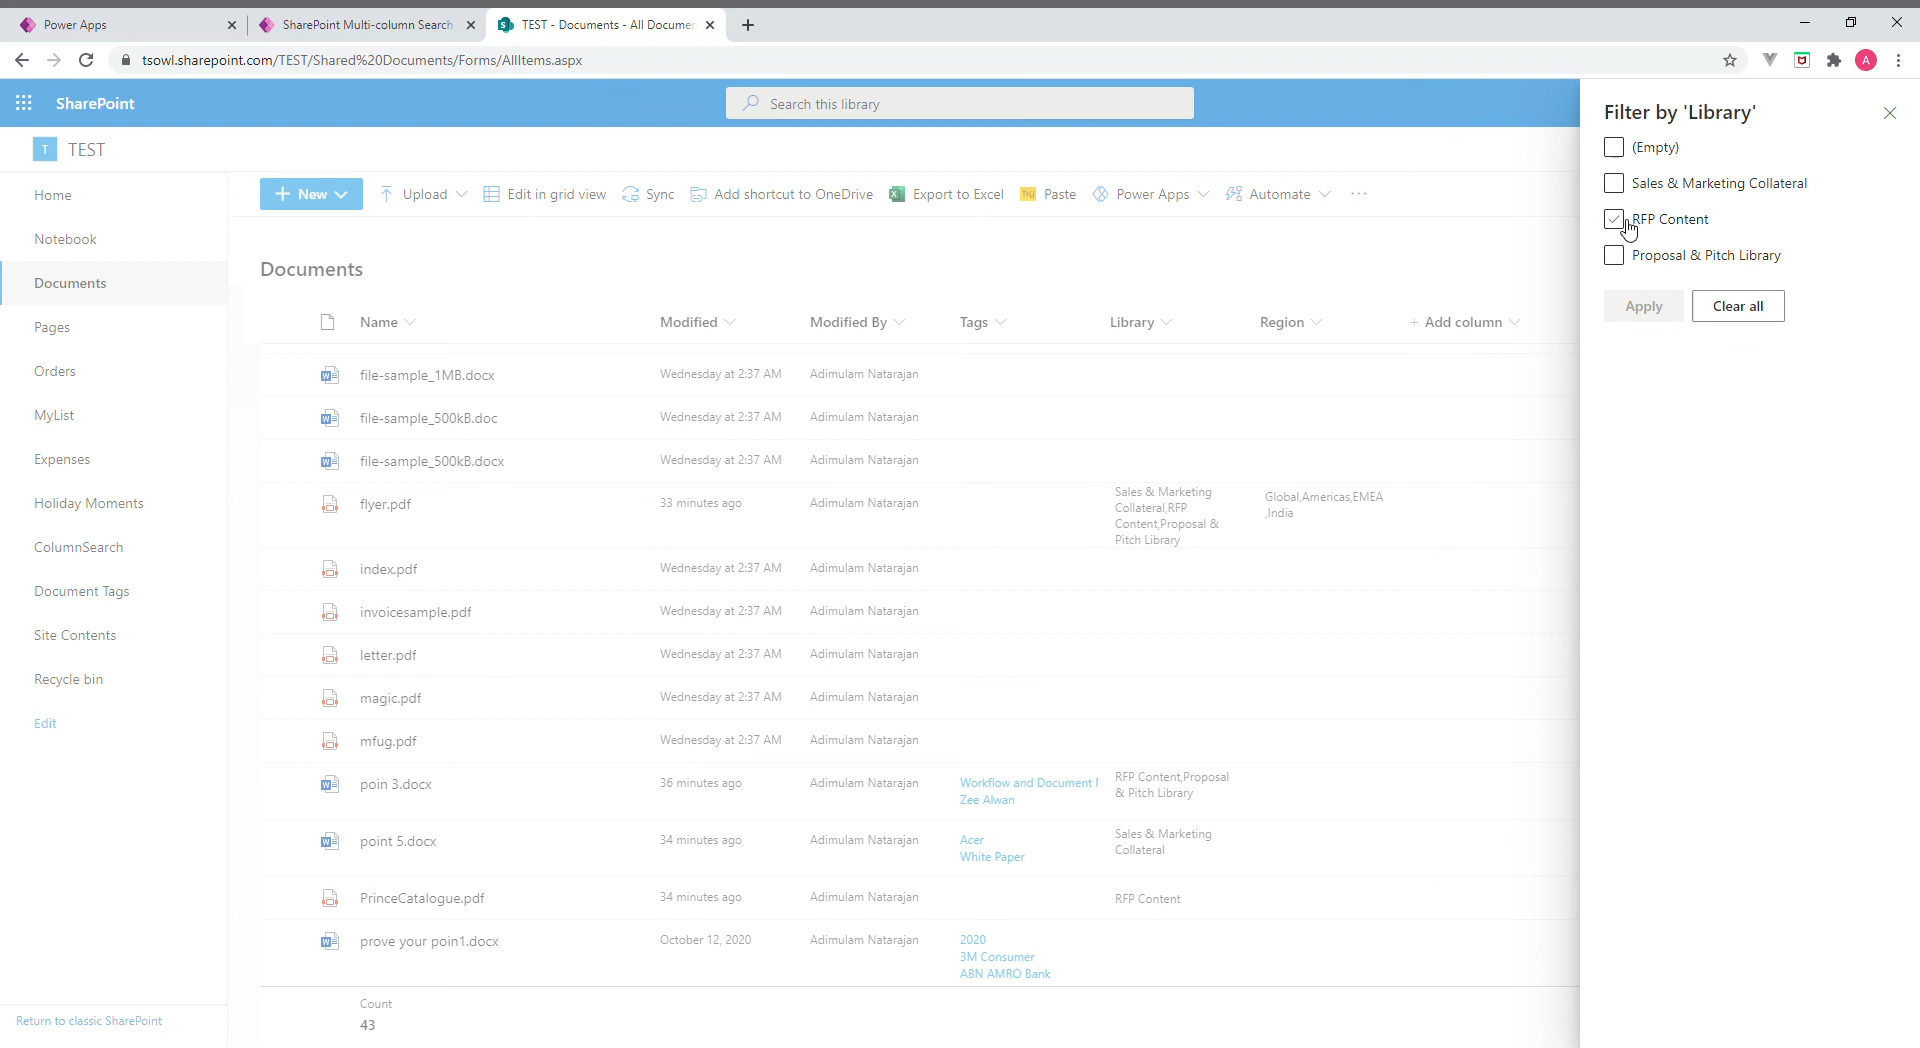 Power Apps
SharePoint Multi-column Search
TEST - Documents - All Documen
tsowl.sharepoint.com/TEST/Shared%20Documents/Forms/AllItems.aspx
A
SharePoint
Search this library
T TEST
Home
Notebook
Documents
Pages
Orders
MyList
Expenses
Holiday Moments
ColumnSearch
Document Tags
Site Contents
Recycle bin
Edit
Return to classic SharePoint
New
Upload
Edit in grid view
Sync
Add shortcut to OneDrive
Export to Excel
Paste
Power Apps
Automate
Documents
Name Modified Modified By Tags Library Region + Add column
file-sample_1MB.docx Wednesday at 2:37 AM Adimulam Natarajan
file-sample_500kB.doc Wednesday at 2:37 AM Adimulam Natarajan
file-sample_500kB.docx Wednesday at 2:37 AM Adimulam Natarajan
flyer.pdf 33 minutes ago Adimulam Natarajan
Sales & Marketing
Collateral,RFP
Content,Proposal &
Pitch Library
Global,Americas,EMEA
,India
index.pdf Wednesday at 2:37 AM Adimulam Natarajan
invoicesample.pdf Wednesday at 2:37 AM Adimulam Natarajan
letter.pdf Wednesday at 2:37 AM Adimulam Natarajan
magic.pdf Wednesday at 2:37 AM Adimulam Natarajan
mfug.pdf Wednesday at 2:37 AM Adimulam Natarajan
poin 3.docx 36 minutes ago Adimulam Natarajan
Workflow and Document
Zee Alwan
RFP Content,Proposal
& Pitch Library
point 5.docx 34 minutes ago Adimulam Natarajan
Acer
White Paper
Sales & Marketing
Collateral
PrinceCatalogue.pdf 34 minutes ago Adimulam Natarajan RFP Content
prove your poin1.docx October 12, 2020 Adimulam Natarajan
2020
3M Consumer
ABN AMRO Bank
Count
43
Filter by 'Library'
(Empty)
Sales & Marketing Collateral
RFP Content
Proposal & Pitch Library
Apply
Clear all